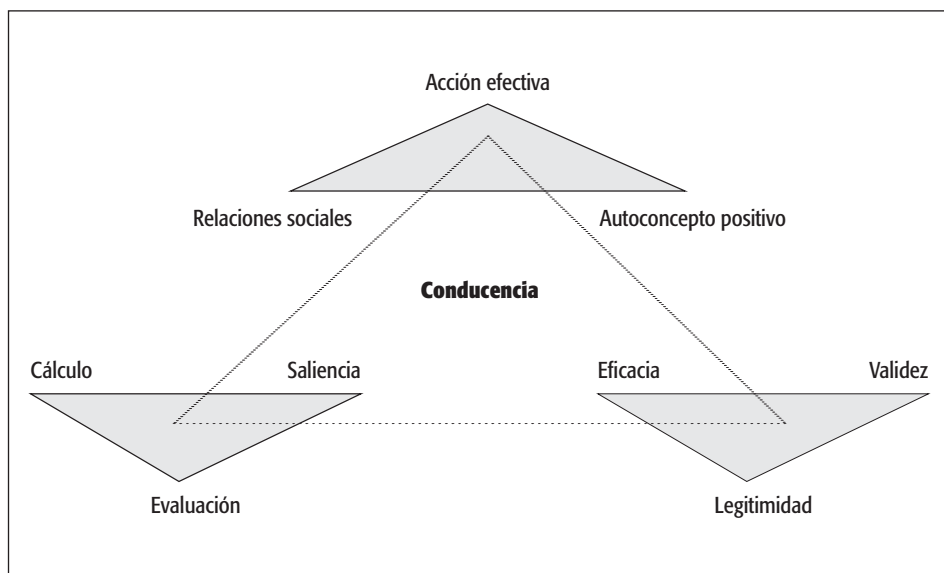 Acción efectiva
Relaciones sociales
Autoconcepto positivo
Conducencia
Cálculo
Saliencia
Eficacia
Validez
Evaluación
Legitimidad